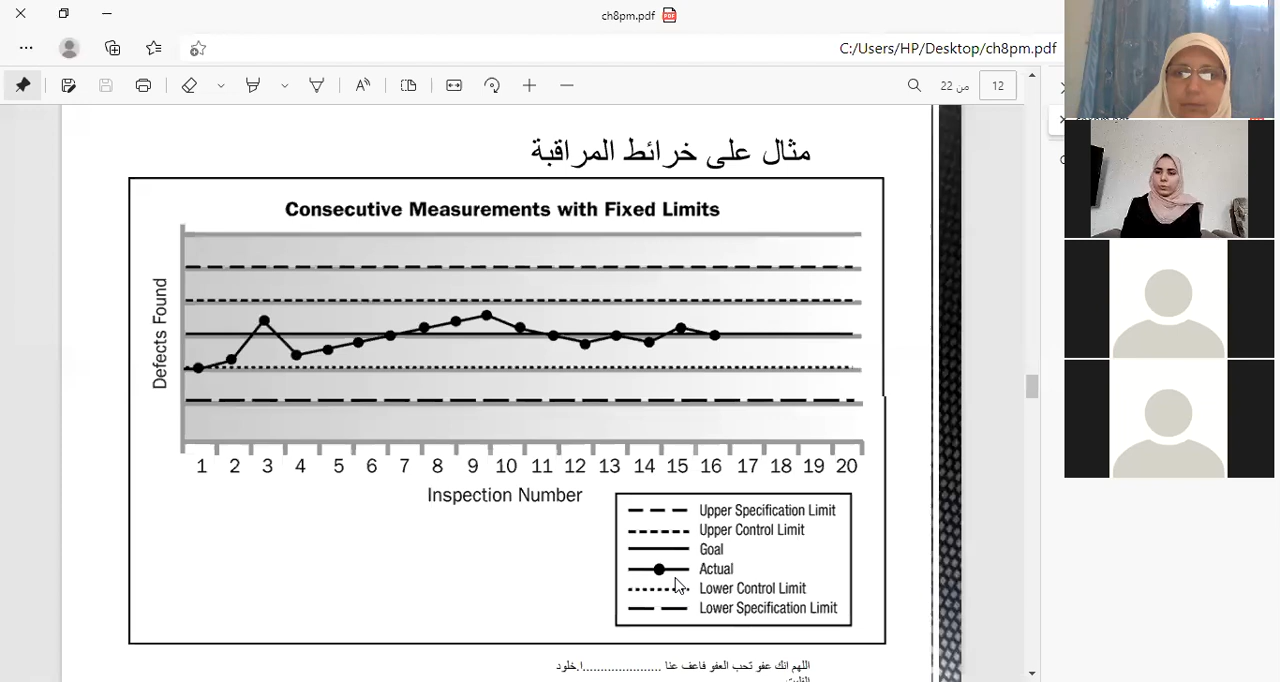 ch8pm.pdf
C:/Users/HP/Desktop/ch8pm.pdf
12 من 22
مثال على خرائط المراقبة
Consecutive Measurements with Fixed Limits
Defects Found
1 2 3 4 5 6 7 8 9 10 11 12 13 14 15 16 17 18 19 20
Inspection Number
Upper Specification Limit
Upper Control Limit
Goal
Actual
Lower Control Limit
Lower Specification Limit
اللهم انك عفو تحب العفو فاعف عنا ......................ا.خلود